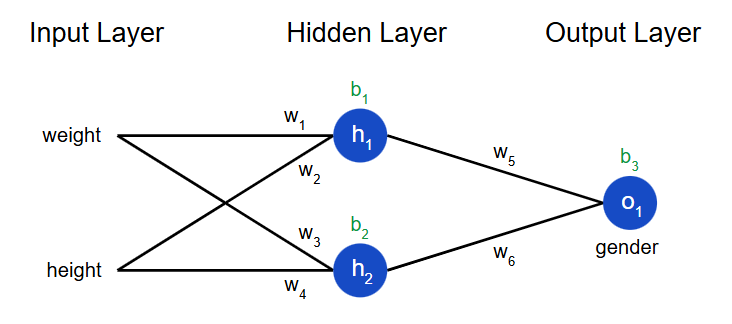 Input Layer
Hidden Layer
Output Layer
b1
weight
w1
h1
w2
w5
b3
o1
gender
w3
b2
height
w4
h2
w6